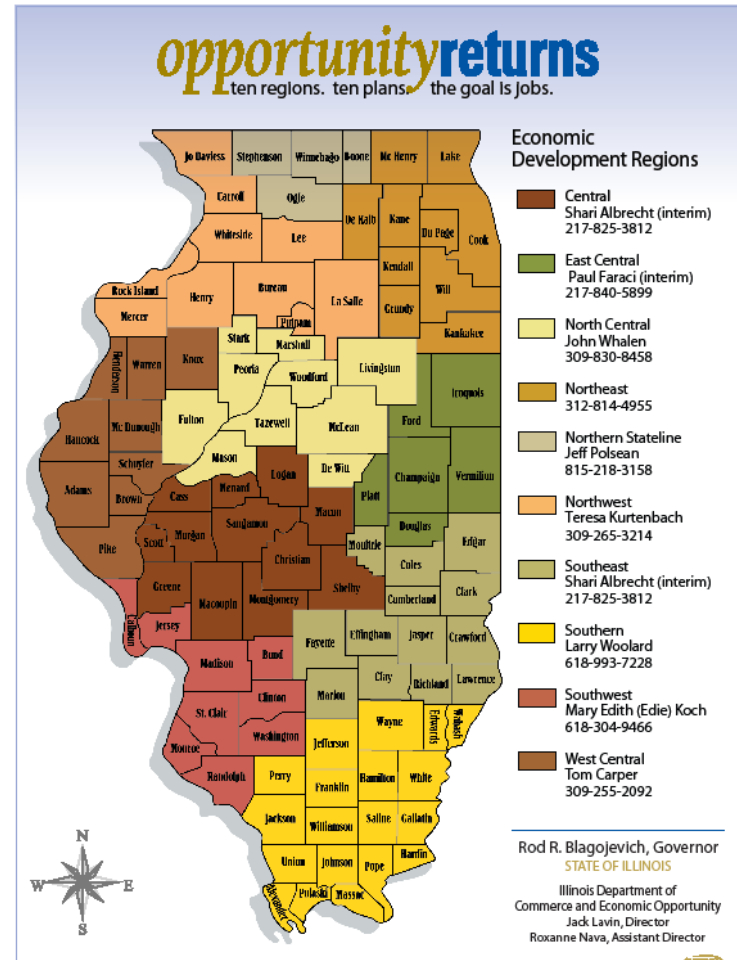 opportunityreturns
ten regions. ten plans. the goal is jobs.
Economic
Development Regions
Central
Shari Albrecht (interim)
217-825-3812
East Central
Paul Faraci (interim)
217-840-5899
North Central
John Whalen
309-830-8458
Northeast
312-814-4955
Northern Stateline
Jeff Polsean
815-218-3158
Northwest
Teresa Kurtenbach
309-265-3214
Southeast
Shari Albrecht (interim)
217-825-3812
Southern
Larry Woolard
618-993-7228
Southwest
Mary Edith (Edie) Koch
618-304-9466
West Central
Tom Carper
309-255-2092
Rod R. Blagojevich, Governor
STATE OF ILLINOIS
Illinois Department of
Commerce and Economic Opportunity
Jack Lavin, Director
Roxanne Nava, Assistant Director
Jo Daviess
Stephenson
Winnebago
Boone
Mc Henry
Lake
Carroll
Ogle
De Kalb
Kane
Du Page
Cook
Whiteside
Lee
Kendall
Will
Rock Island
Henry
Bureau
La Salle
Grundy
Mercer
Putnam
Kankakee
Henderson
Warren
Knox
Stark
Marshall
Peoria
Woodford
Livingston
Iroquois
Ford
Fulton
Tazewell
McLean
Hancock
Mc Dunough
Mason
De Witt
Logan
Schuyler
Champaign
Vermilion
Adams
Brown
Cass
Menard
Piatt
Macon
Sangamon
Douglas
Pike
Scott
Morgan
Christian
Moultrie
Edgar
Coles
Greene
Macoupin
Montgomery
Shelby
Cumberland
Clark
Calhoun
Jersey
Fayette
Effingham
Jasper
Crawford
Madison
Bond
Clay
Richland
Lawrence
Clinton
Marion
St. Clair
Wayne
Edwards
Wabash
Washington
Jefferson
Monroe
Randolph
Perry
Franklin
Hamilton
White
Jackson
Williamson
Saline
Gallatin
Union
Johnson
Pope
Hardin
Alexander
Pulaski
Massac
N
W
E
S